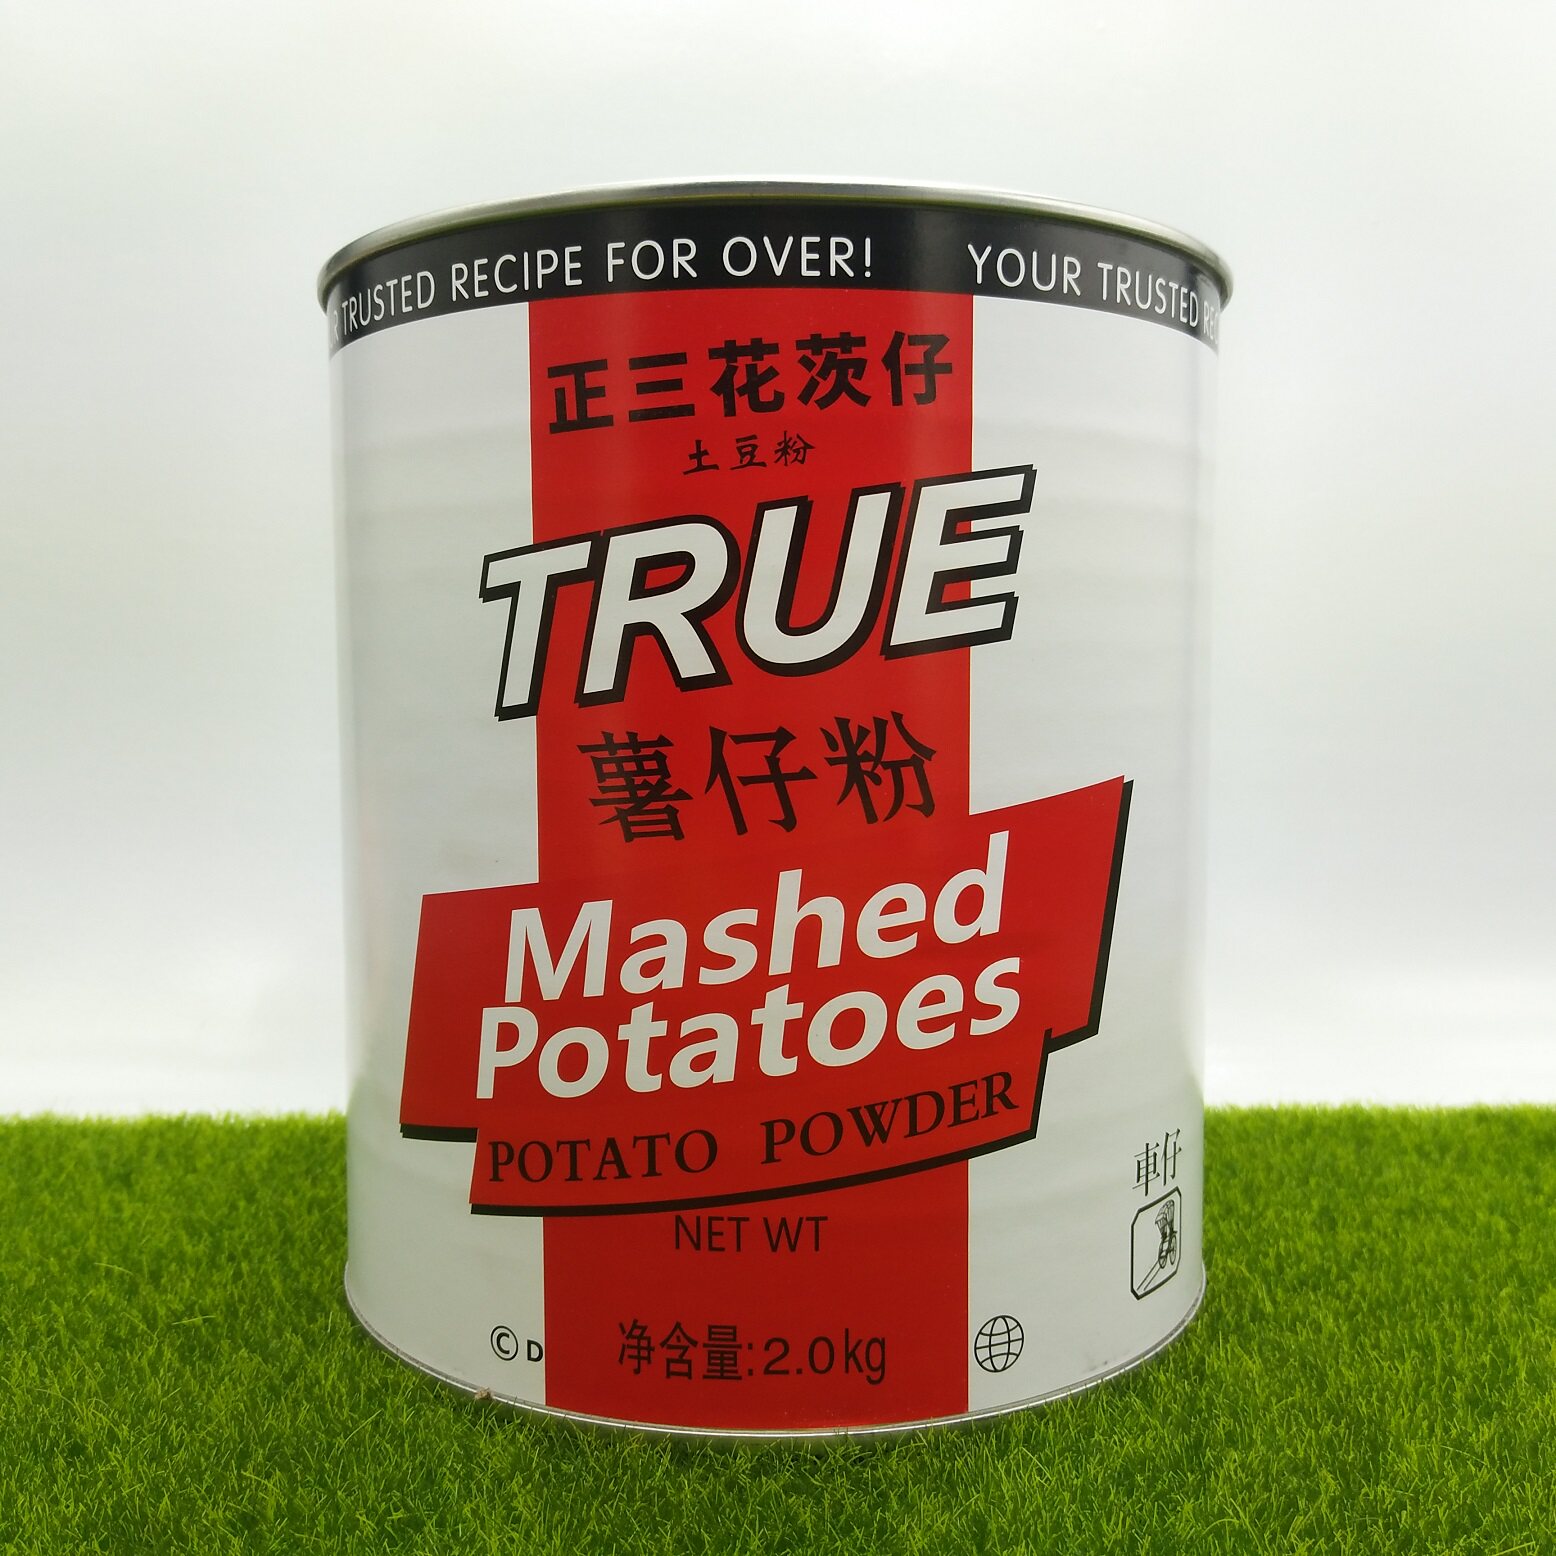 TRUSTED RECIPE FOR OVER! YOUR TRUSTED
正三花茨仔
土豆粉
TRUE
薯仔粉
Mashed
Potatoes
POTATO POWDER
NET WT
車仔
© D
净含量:2.0kg